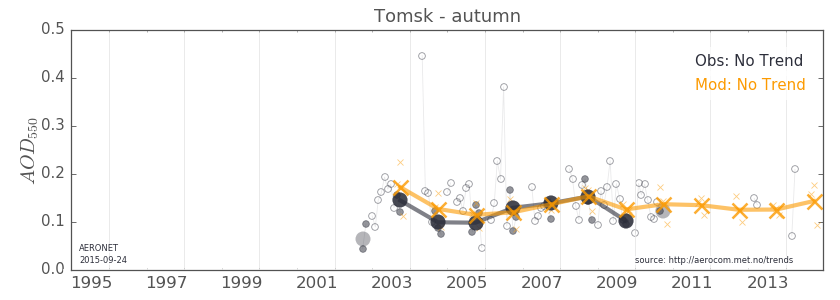 Tomsk - autumn
0.5
0.4
0.3
0.2
0.1
0.0
AOD550
Obs: No Trend
Mod: No Trend
AERONET
2015-09-24
source: http://aerocom.met.no/trends
1995 1997 1999 2001 2003 2005 2007 2009 2010 2011 2013